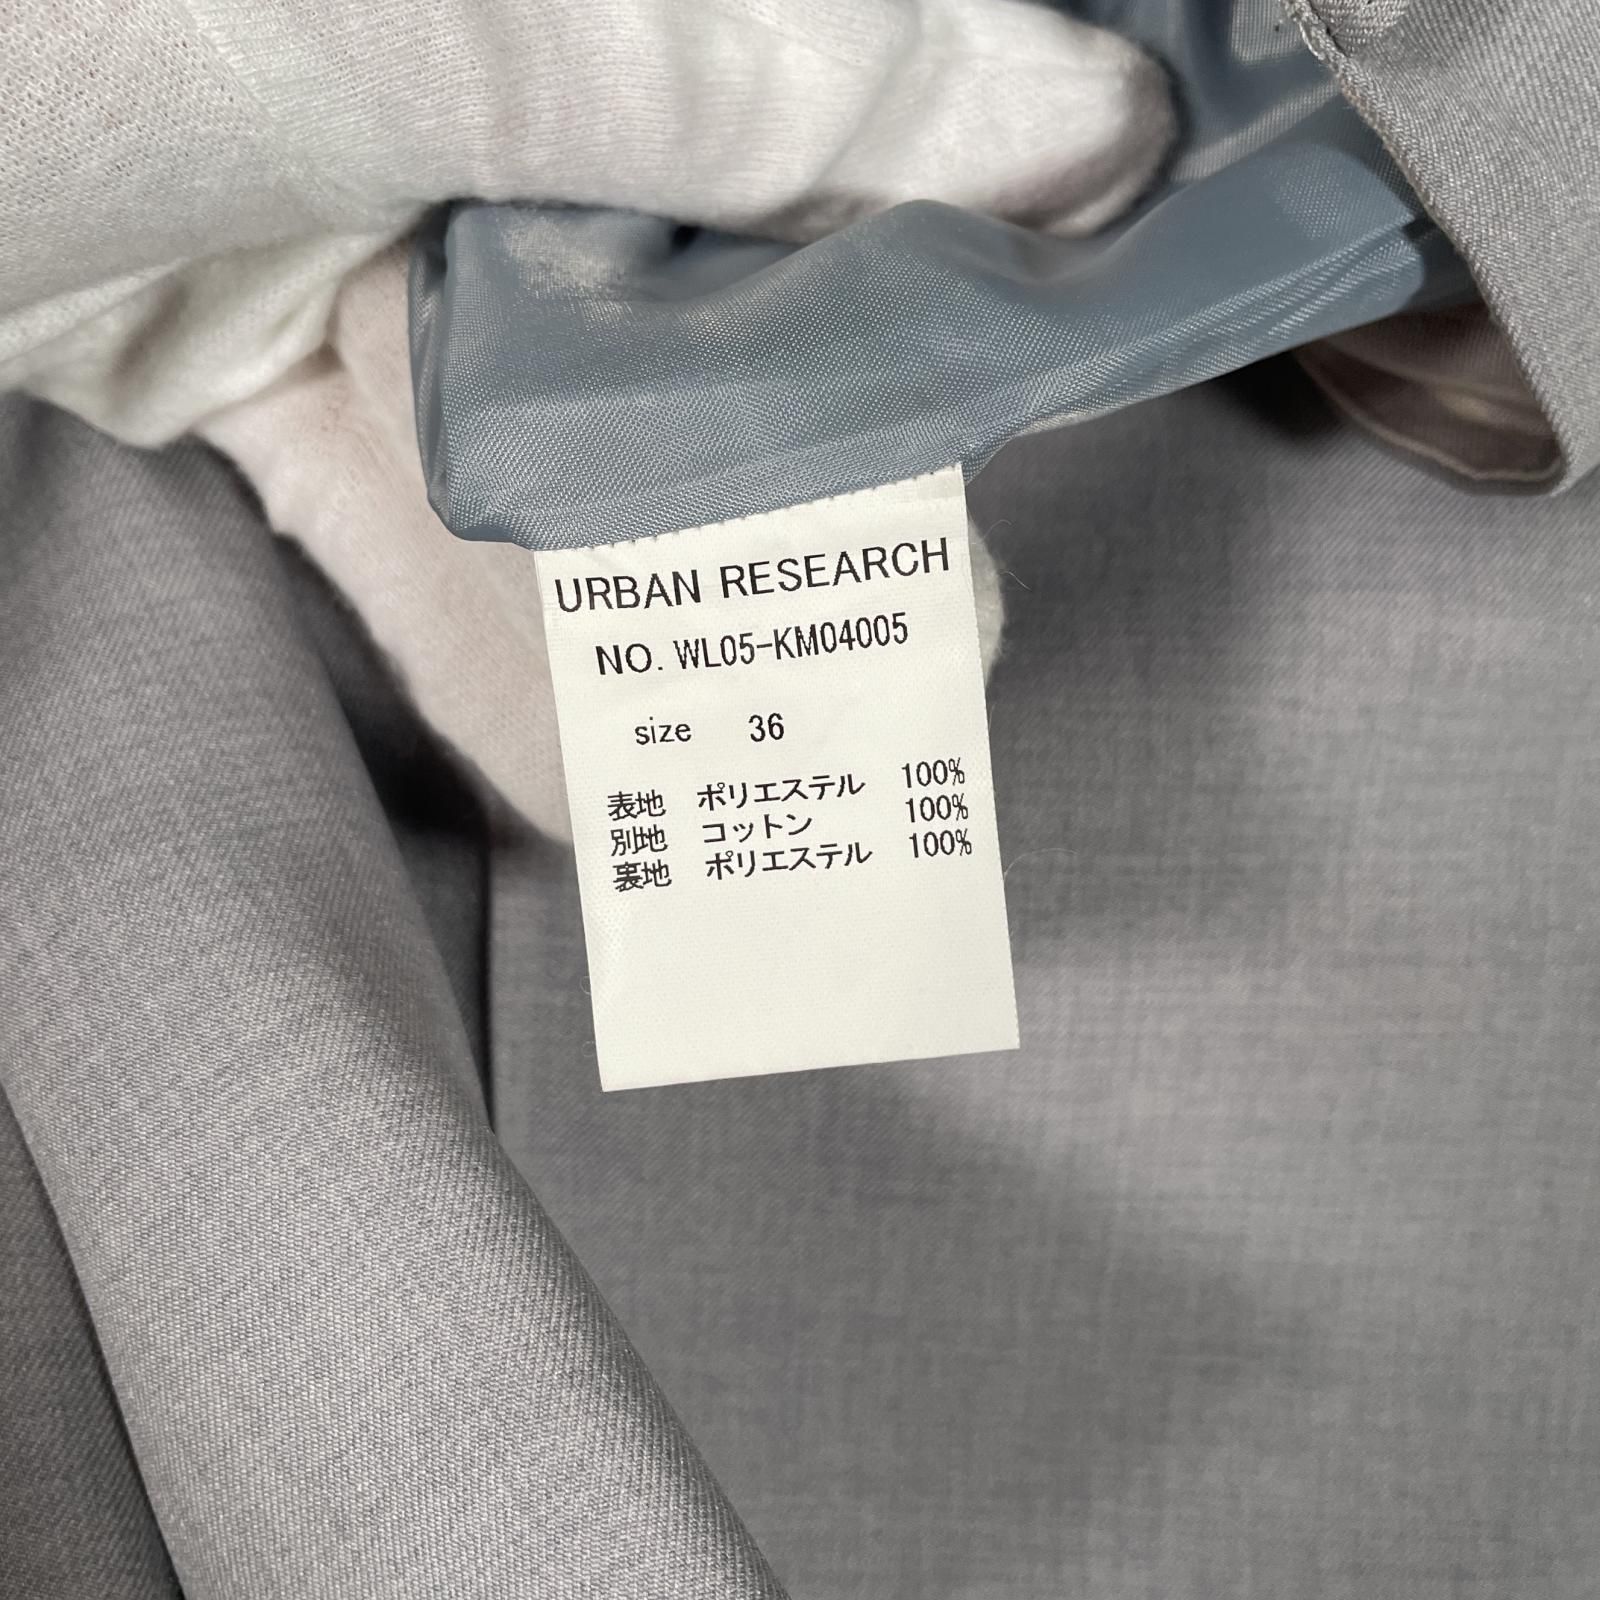 URBAN RESEARCH
NO. WL05-KM04005
size 36
表地 ポリエステル 100%
別地 コットン 100%
裏地 ポリエステル 100%